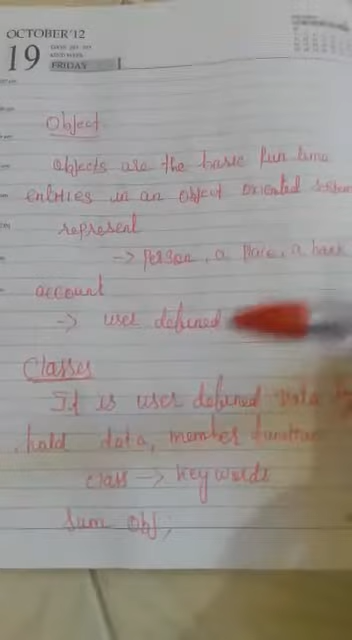 OCTOBER'12
19
FRIDAY
Object
Objects are the basic run time
entities in an object oriented
represent
-> person, a place, a bank
account
-> user defined
Classes
It is user defined data
hold data, member function
class -> keywords
Sum obj;